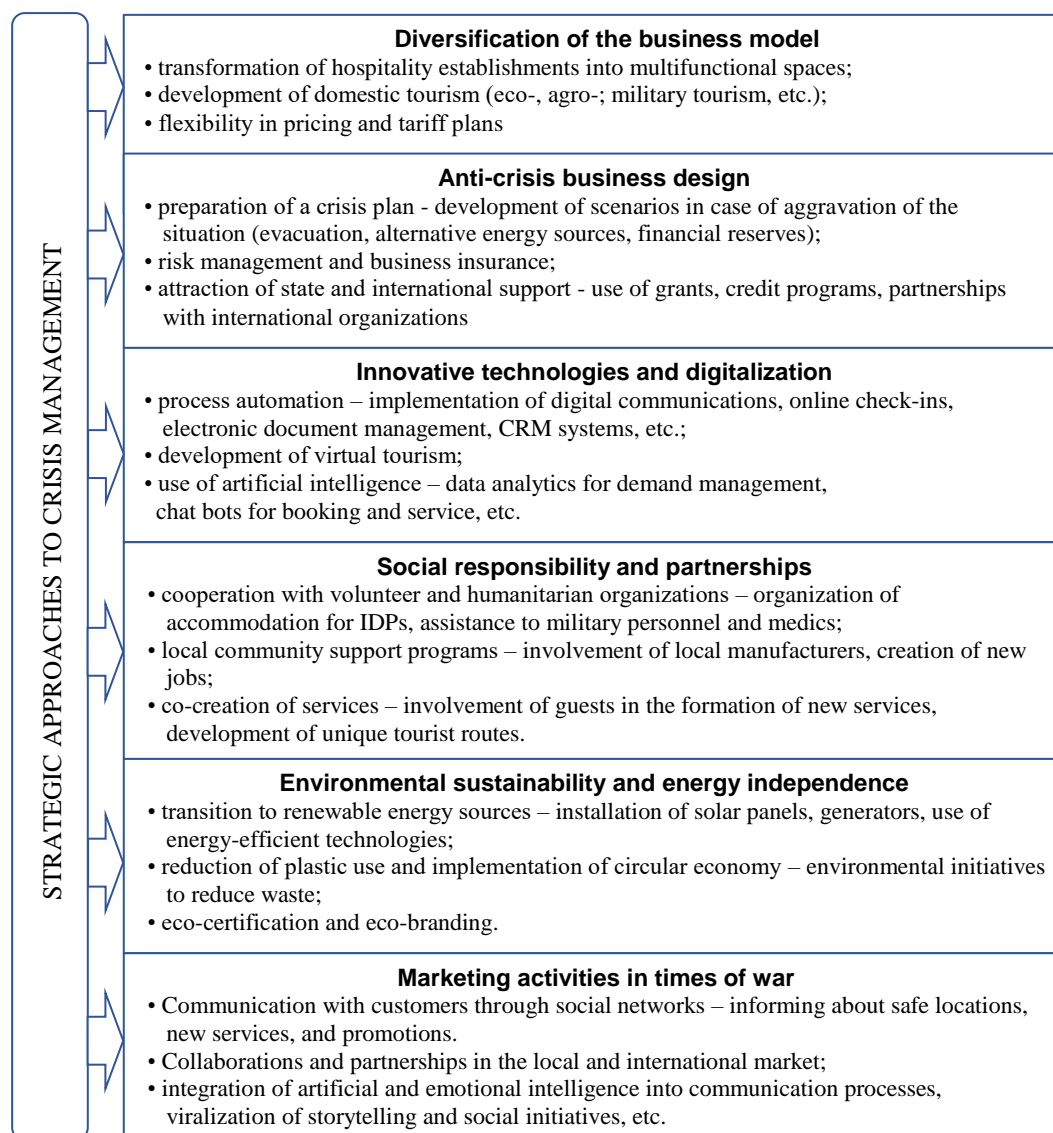 STRATEGIC APPROACHES TO CRISIS MANAGEMENT
Diversification of the business model
• transformation of hospitality establishments into multifunctional spaces;
• development of domestic tourism (eco-, agro-; military tourism, etc.);
• flexibility in pricing and tariff plans
Anti-crisis business design
• preparation of a crisis plan - development of scenarios in case of aggravation of the
situation (evacuation, alternative energy sources, financial reserves);
• risk management and business insurance;
• attraction of state and international support - use of grants, credit programs, partnerships
with international organizations
Innovative technologies and digitalization
• process automation – implementation of digital communications, online check-ins,
electronic document management, CRM systems, etc.;
• development of virtual tourism;
• use of artificial intelligence – data analytics for demand management,
chat bots for booking and service, etc.
Social responsibility and partnerships
• cooperation with volunteer and humanitarian organizations – organization of
accommodation for IDPs, assistance to military personnel and medics;
• local community support programs – involvement of local manufacturers, creation of new
jobs;
• co-creation of services – involvement of guests in the formation of new services,
development of unique tourist routes.
Environmental sustainability and energy independence
• transition to renewable energy sources – installation of solar panels, generators, use of
energy-efficient technologies;
• reduction of plastic use and implementation of circular economy – environmental initiatives
to reduce waste;
• eco-certification and eco-branding.
Marketing activities in times of war
• Communication with customers through social networks – informing about safe locations,
new services, and promotions.
• Collaborations and partnerships in the local and international market;
• integration of artificial and emotional intelligence into communication processes,
viralization of storytelling and social initiatives, etc.